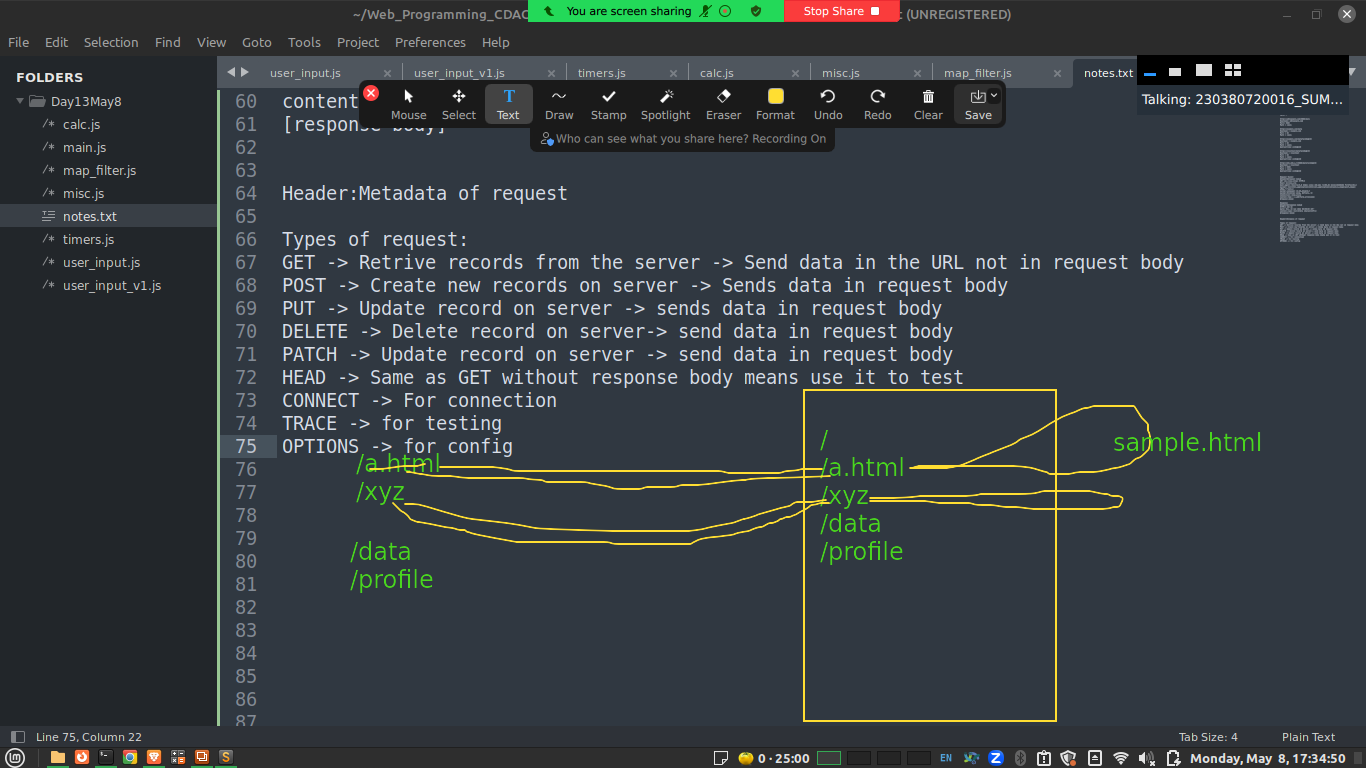 ~/Web_Programming_CDAC
You are screen sharing
Stop Share
t (UNREGISTERED)
File Edit Selection Find View Goto Tools Project Preferences Help
FOLDERS
Day13May8
calc.js
main.js
map_filter.js
misc.js
notes.txt
timers.js
user_input.js
user_input_v1.js
user_input.js user_input_v1.js timers.js calc.js misc.js map_filter.js notes.txt
Talking: 230380720016_SUM...
Mouse Select Text Draw Stamp Spotlight Eraser Format Undo Redo Clear Save
Who can see what you share here? Recording On
60 content
61 [response body]
62
63
64 Header:Metadata of request
65
66 Types of request:
67 GET -> Retrive records from the server -> Send data in the URL not in request body
68 POST -> Create new records on server -> Sends data in request body
69 PUT -> Update record on server -> sends data in request body
70 DELETE -> Delete record on server-> send data in request body
71 PATCH -> Update record on server -> send data in request body
72 HEAD -> Same as GET without response body means use it to test
73 CONNECT -> For connection
74 TRACE -> for testing
75 OPTIONS -> for config
76
77
78
79
80
81
82
83
84
85
86
87
/a.html
/xyz
/data
/profile
/
/a.html
/xyz
/data
/profile
sample.html
Line 75, Column 22
Tab Size: 4
Plain Text
0 · 25:00
EN
Monday, May 8, 17:34:50